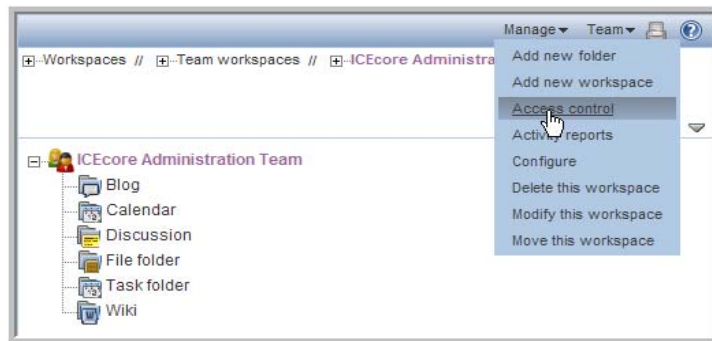 Manage Team
Workspaces // Team workspaces // ICEcore Administra
Add new folder
Add new workspace
Access control
Activity reports
Configure
Delete this workspace
Modify this workspace
Move this workspace
ICEcore Administration Team
Blog
Calendar
Discussion
File folder
Task folder
Wiki